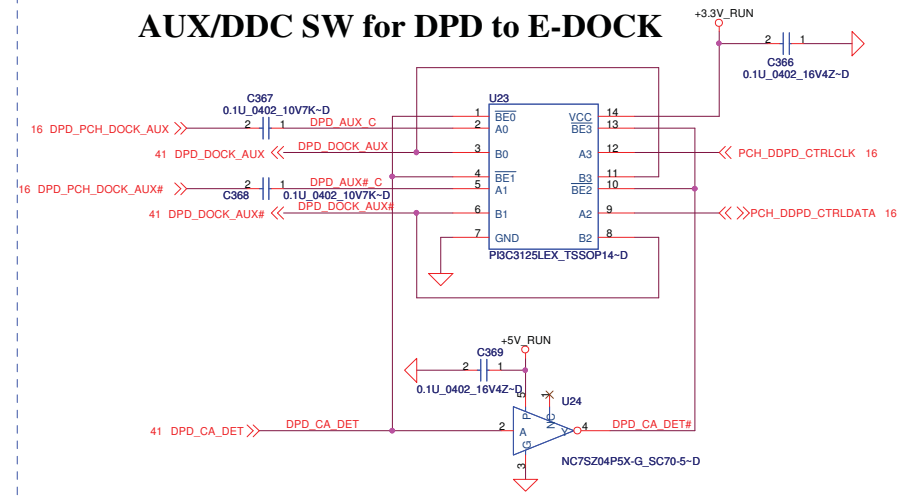 AUX/DDC SW for DPD to E-DOCK
+3.3V_RUN
2 1
C366
0.1U_0402_16V4Z~D
C367
0.1U_0402_10V7K~D
U23
16 DPD_PCH_DOCK_AUX
2 1
DPD_AUX_C
1 BE0 VCC 14
2 A0 BE3 13
41 DPD_DOCK_AUX
DPD_DOCK_AUX
3 B0 A3 12
PCH_DDPD_CTRLCLK 16
16 DPD_PCH_DOCK_AUX#
2 1
DPD_AUX#_C
4 BE1 B3 11
5 A1 BE2 10
C368
0.1U_0402_10V7K~D
41 DPD_DOCK_AUX#
DPD_DOCK_AUX#
6 B1 A2 9
PCH_DDPD_CTRLDATA 16
7 GND B2 8
PI3C3125LEX_TSSOP14~D
+5V_RUN
C369
2 1
0.1U_0402_16V4Z~D
5 P
1 NC
U24
41 DPD_CA_DET
DPD_CA_DET
2 A
Y 4
DPD_CA_DET#
G
3
NC7SZ04P5X-G_SC70-5~D